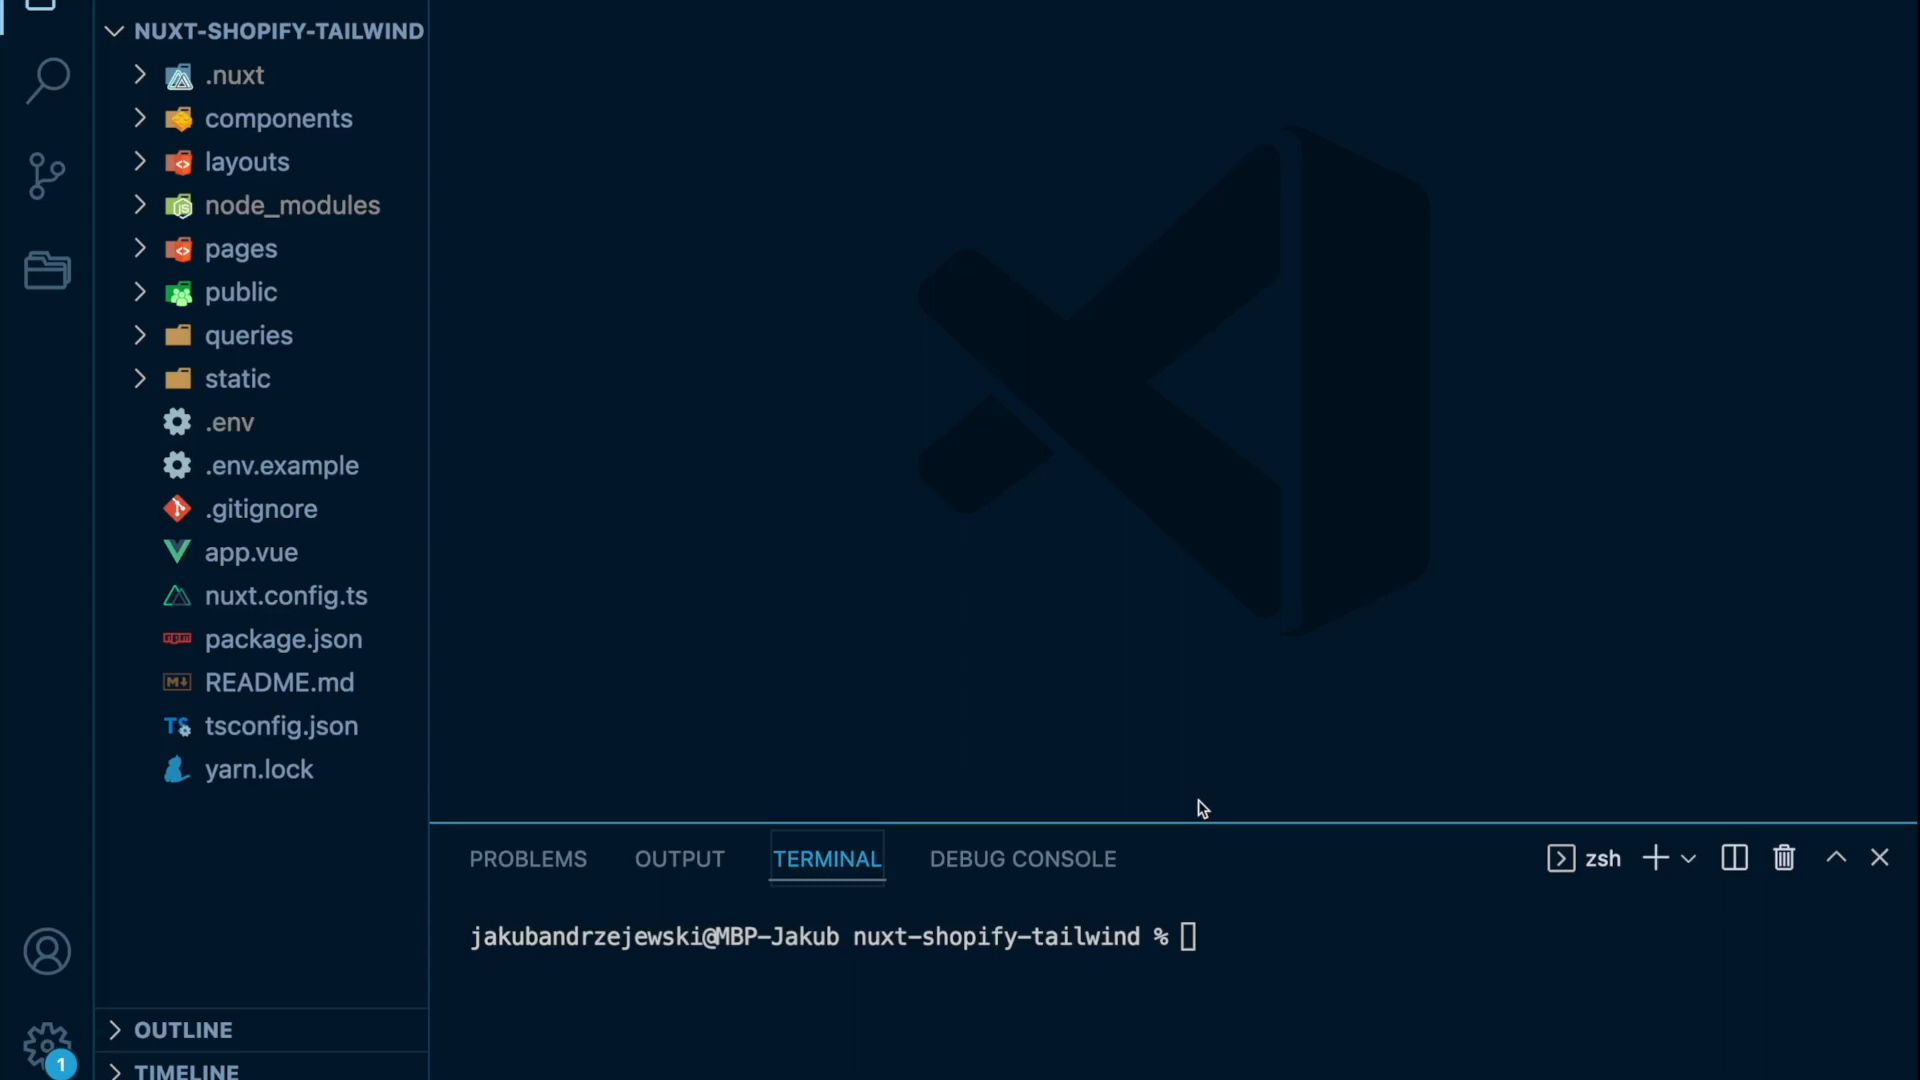 NUXT-SHOPIFY-TAILWIND
.nuxt
components
layouts
node_modules
pages
public
queries
static
.env
.env.example
.gitignore
app.vue
nuxt.config.ts
package.json
README.md
tsconfig.json
yarn.lock
PROBLEMS OUTPUT TERMINAL DEBUG CONSOLE zsh
jakubandrzejewski@MBP-Jakub nuxt-shopify-tailwind %
OUTLINE
TIMELINE
1